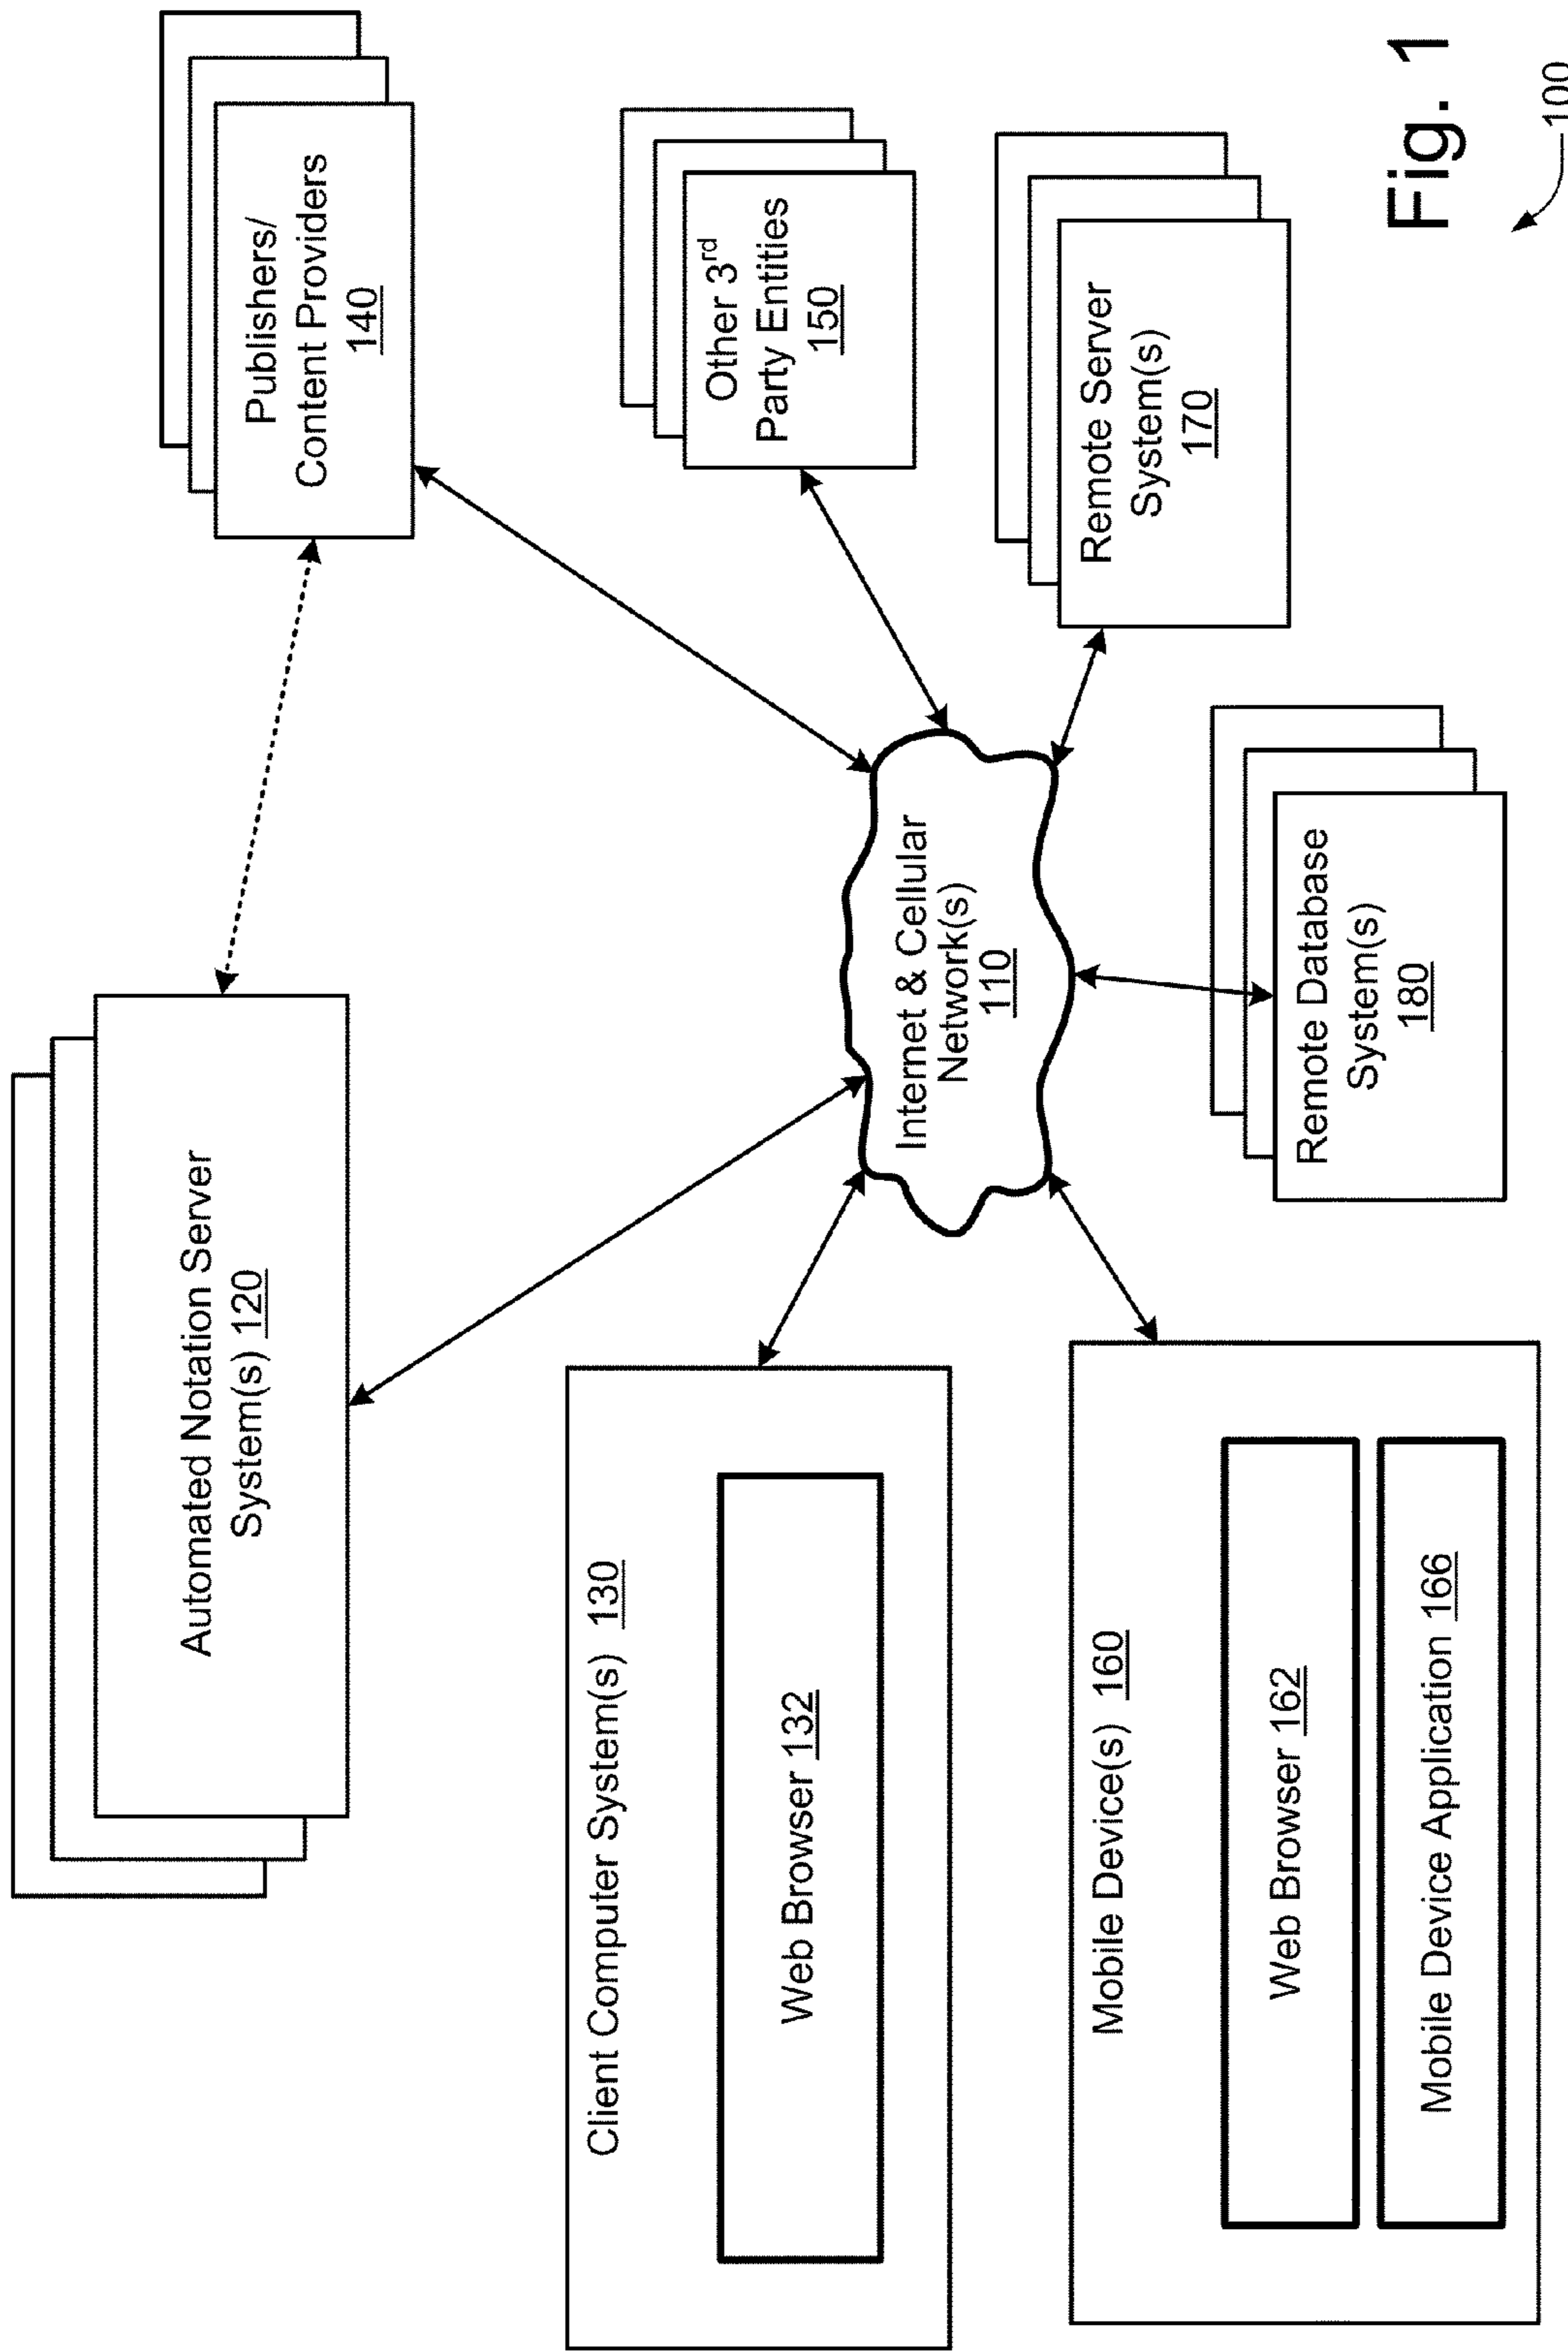 Automated Notation Server
System(s) 120
Publishers/
Content Providers
140
Client Computer System(s) 130
Web Browser 132
Internet & Cellular
Network(s)
110
Other 3rd
Party Entities
150
Remote Server
System(s)
170
Mobile Device(s) 160
Web Browser 162
Mobile Device Application 166
Remote Database
System(s)
180
Fig. 1
100